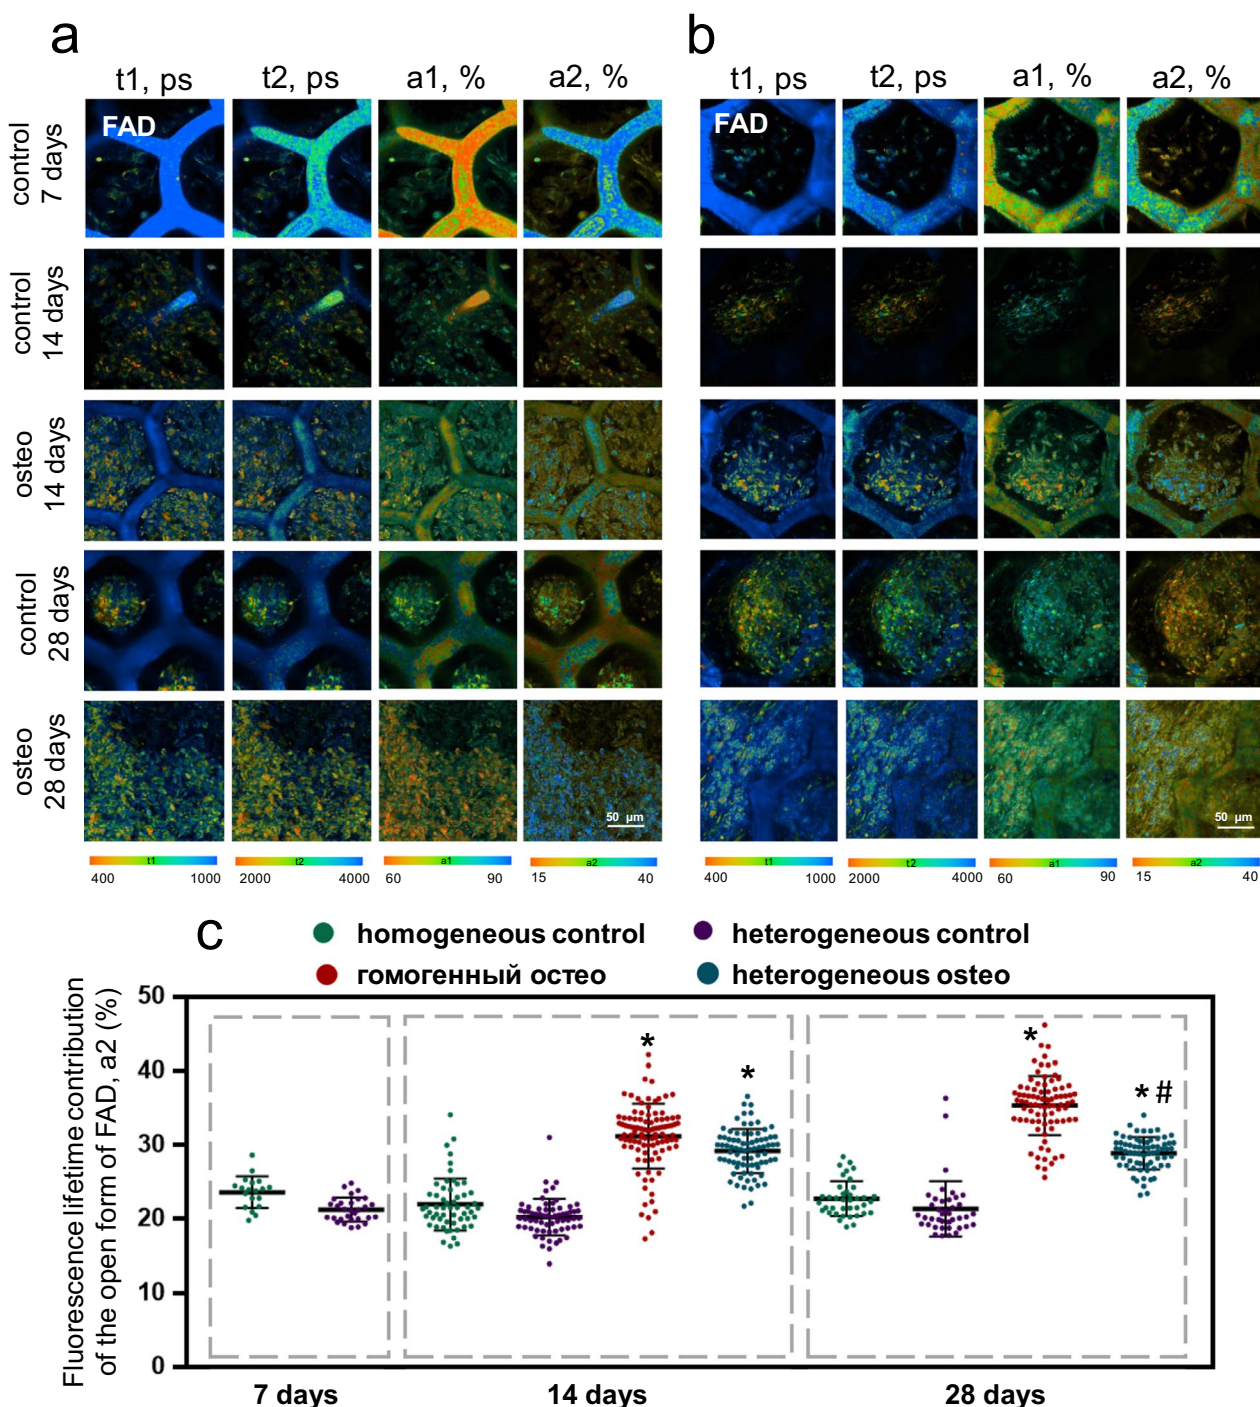 a
b
t1, ps t2, ps a1, % a2, %
t1, ps t2, ps a1, % a2, %
FAD
FAD
control
7 days
control
14 days
osteo
14 days
control
28 days
osteo
28 days
50 µm
50 µm
t1 t2 a1 a2
400 1000 2000 4000 60 90 15 40
t1 t2 a1 a2
400 1000 2000 4000 60 90 15 40
c
homogeneous control
heterogeneous control
гомогенный остео
heterogeneous osteo
Fluorescence lifetime contribution
of the open form of FAD, a2 (%)
50
40
30
20
10
0
*
*
*
* #
7 days
14 days
28 days